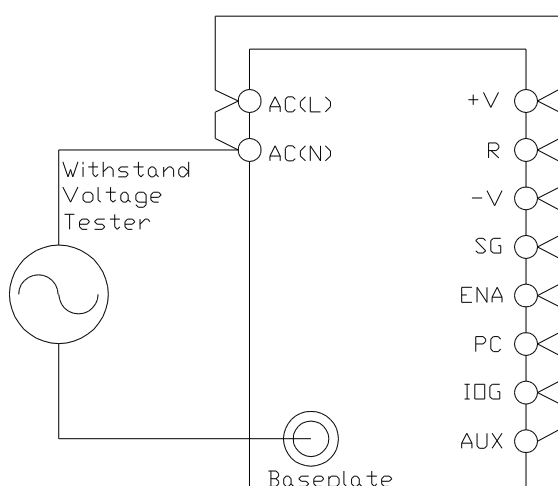 AC(L)
AC(N)
Withstand
Voltage
Tester
+V
R
-V
SG
ENA
PC
IOG
AUX
Baseplate